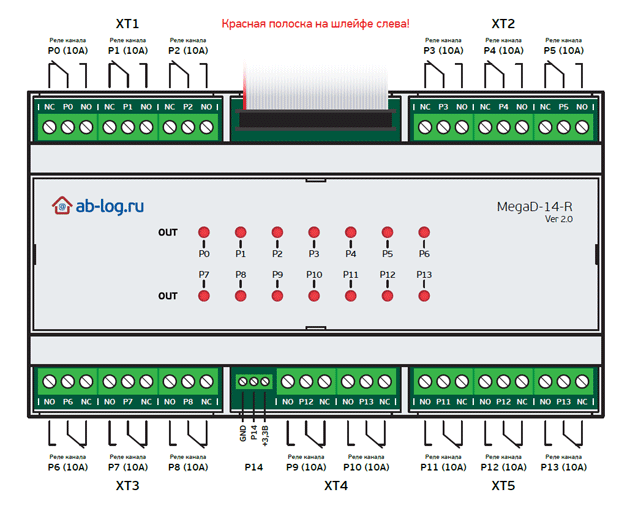 XT1
Красная полоска на шлейфе слева!
XT2
Реле канала Реле канала Реле канала
P0 (10A) P1 (10A) P2 (10A)
Реле канала Реле канала Реле канала
P3 (10A) P4 (10A) P5 (10A)
NC P0 NO NC P1 NO NC P2 NO
NC P3 NO NC P4 NO NC P5 NO
@ ab-log.ru
MegaD-14-R
Ver 2.0
OUT
P0 P1 P2 P3 P4 P5 P6
P7 P8 P9 P10 P11 P12 P13
OUT
NO P6 NC NO P7 NC NO P8 NC
NO P12 NC NO P13 NC
NO P11 NC NO P12 NC NO P13 NC
GND
P14
+3,3В
Реле канала Реле канала Реле канала
P6 (10A) P7 (10A) P8 (10A)
P14
Реле канала Реле канала
P9 (10A) P10 (10A)
Реле канала Реле канала Реле канала
P11 (10A) P12 (10A) P13 (10A)
XT3
XT4
XT5